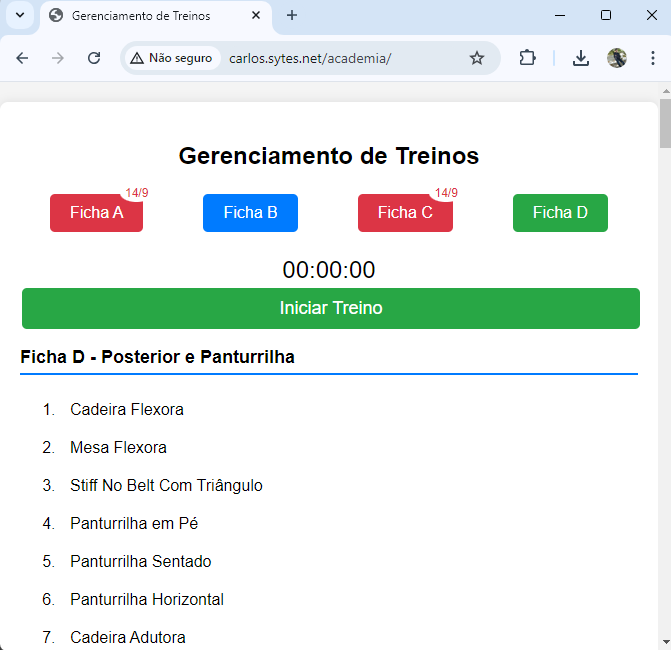 Gerenciamento de Treinos
Não seguro carlos.sytes.net/academia/
Gerenciamento de Treinos
14/9 14/9
Ficha A Ficha B Ficha C Ficha D
00:00:00
Iniciar Treino
Ficha D - Posterior e Panturrilha
1. Cadeira Flexora
2. Mesa Flexora
3. Stiff No Belt Com Triângulo
4. Panturrilha em Pé
5. Panturrilha Sentado
6. Panturrilha Horizontal
7. Cadeira Adutora